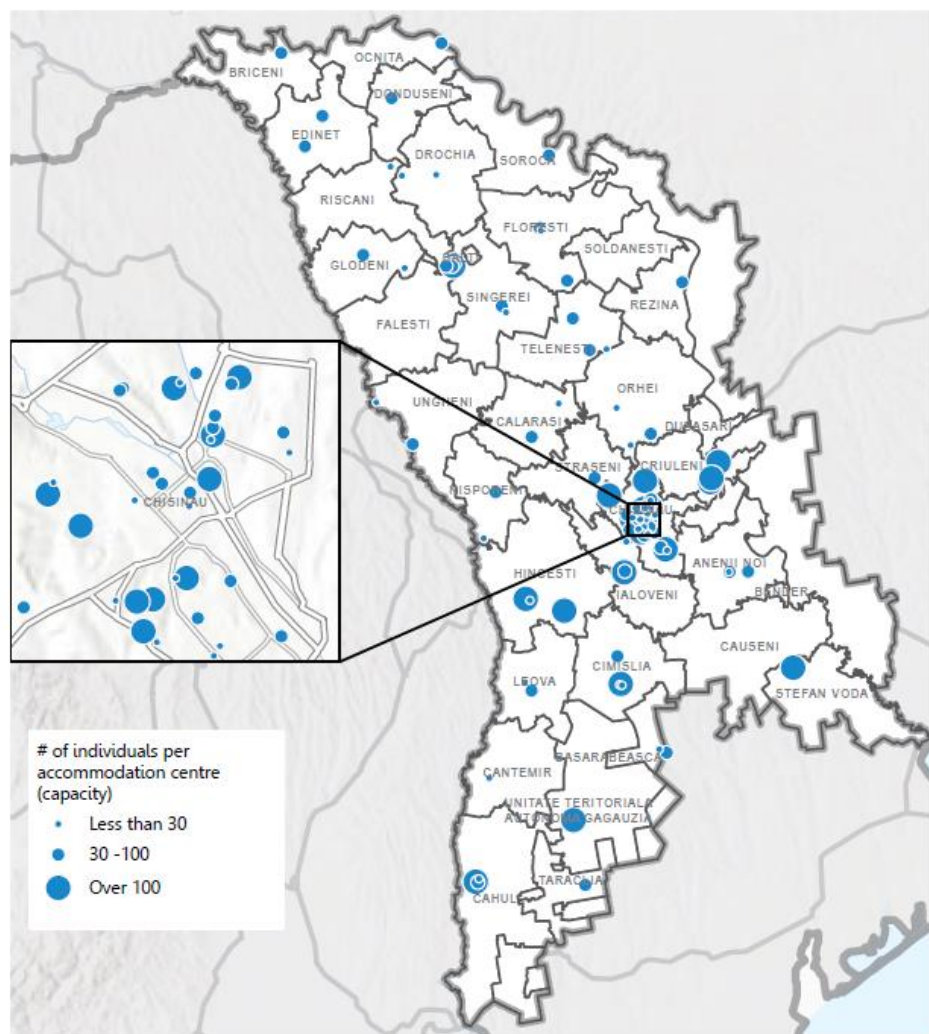 OCNITA
BRICENI
DONDUSENI
EDINET
DROCHIA
SOROCA
RISCANI
FLORESTI
SOLDANESTI
BALTI
GLODENI
SINGEREI
REZINA
FALESTI
TELENESTI
ORHEI
UNGHENI
CALARASI
DUBASARI
STRASENI
CRIULENI
NISPORENI
CHISINAU
CHISINAU
ANENII NOI
HINCESTI
BENDER
IALOVENI
CAUSENI
CIMISLIA
LEOVA
STEFAN VODA
BASARABEASCA
CANTEMIR
UNITATE TERITORIALA
AUTONOMA GAGAUZIA
TARACLIA
CAHUL
# of individuals per
accommodation centre
(capacity)
Less than 30
30 -100
Over 100